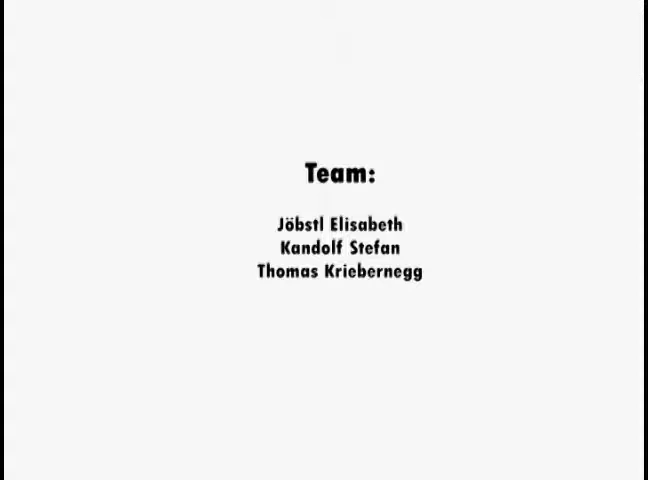 Team:
Jöbstl Elisabeth
Kandolf Stefan
Thomas Kriebernegg